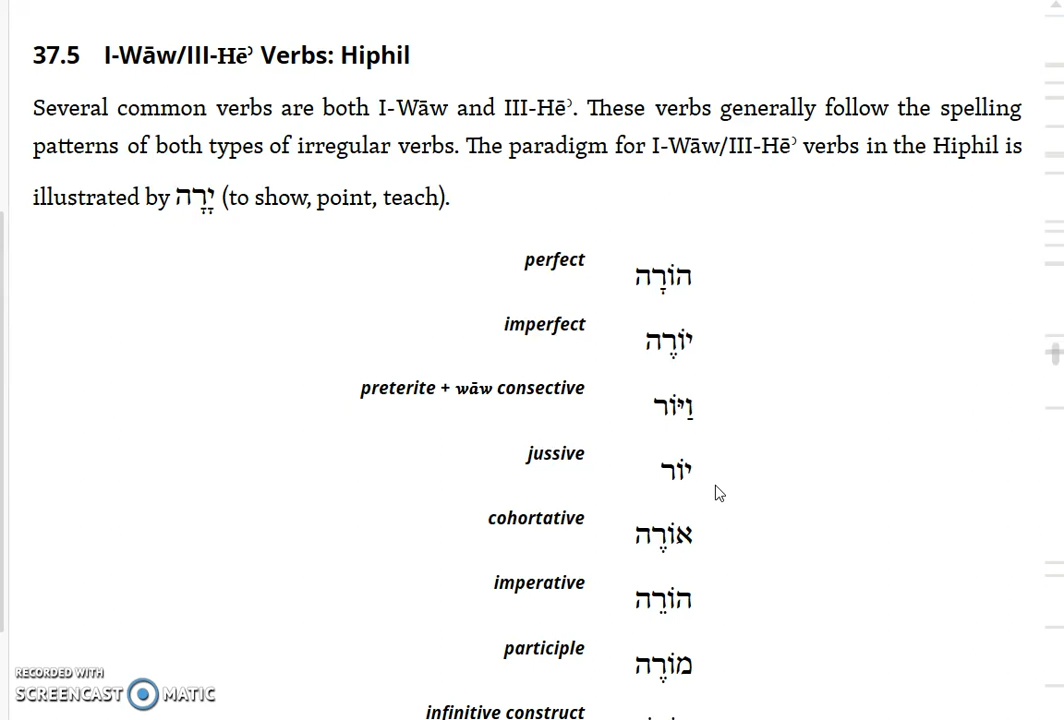 37.5 I-Wāw/III-Hēʾ Verbs: Hiphil
Several common verbs are both I-Wāw and III-Hēʾ. These verbs generally follow the spelling
patterns of both types of irregular verbs. The paradigm for I-Wāw/III-Hēʾ verbs in the Hiphil is
illustrated by יָרָה (to show, point, teach).
perfect הוֹרָה
imperfect יוֹרֶה
preterite + wāw consective וַיּוֹר
jussive יוֹר
cohortative אוֹרֶה
imperative הוֹרֵה
participle מוֹרֶה
RECORDED WITH
SCREENCAST MATIC
infinitive construct